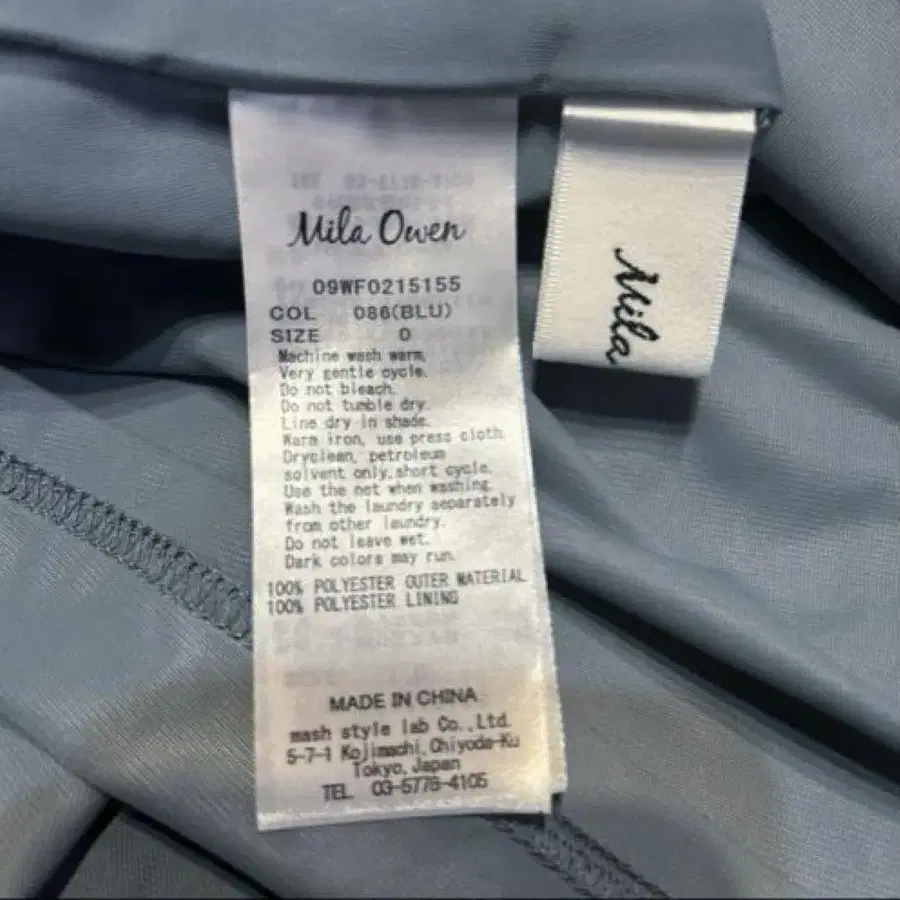 Mila Owen
09WF0215155
COL 086(BLU)
SIZE 0
Machine wash warm,
Very gentle cycle.
Do not bleach.
Do not tumble dry.
Line dry in shade.
Warm iron, use press cloth.
Dryclean, petroleum
solvent only,short cycle.
Use the net when washing.
Wash the laundry separately
from other laundry.
Do not leave wet.
Dark colors may run.
100% POLYESTER OUTER MATERIAL
100% POLYESTER LINING
MADE IN CHINA
mash style lab Co.,Ltd.
5-7-1 Kojimachi,Chiyoda-Ku
Tokyo,Japan
TEL 03-5778-4105
Mila